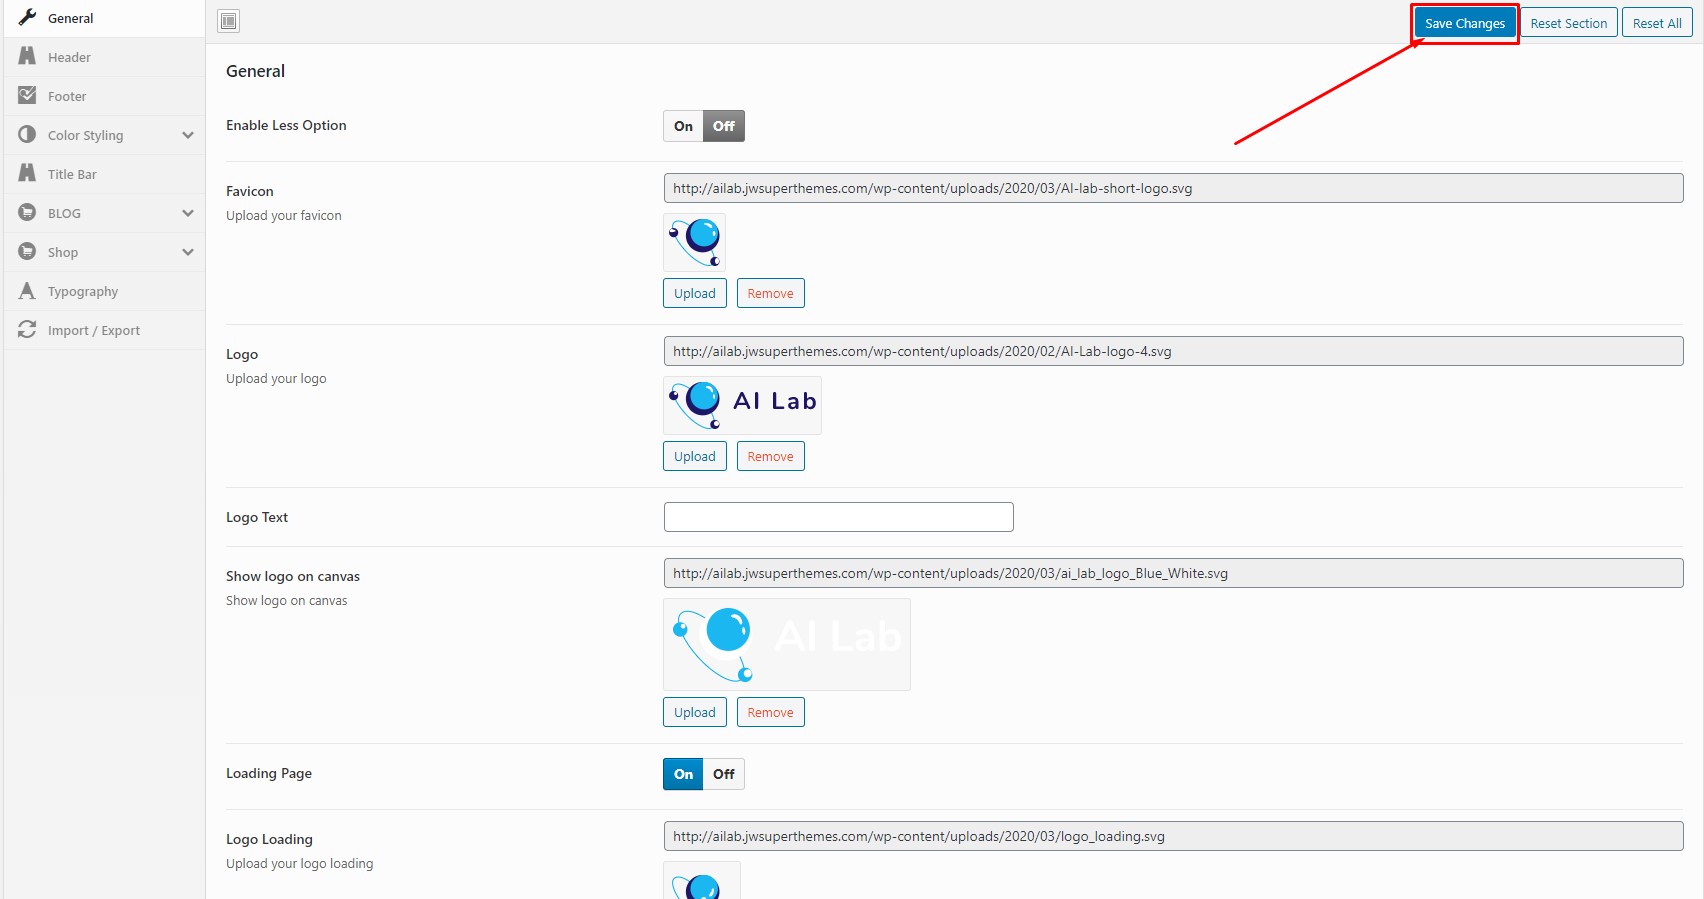 General
Header
Footer
Color Styling
Title Bar
BLOG
Shop
Typography
Import / Export
Save Changes
Reset Section
Reset All
General
Enable Less Option
On Off
Favicon
Upload your favicon
http://ailab.jwsuperthemes.com/wp-content/uploads/2020/03/AI-lab-short-logo.svg
Upload Remove
Logo
Upload your logo
http://ailab.jwsuperthemes.com/wp-content/uploads/2020/02/AI-Lab-logo-4.svg
AI Lab
Upload Remove
Logo Text
Show logo on canvas
Show logo on canvas
http://ailab.jwsuperthemes.com/wp-content/uploads/2020/03/ai_lab_logo_Blue_White.svg
AI Lab
Upload Remove
Loading Page
On Off
Logo Loading
Upload your logo loading
http://ailab.jwsuperthemes.com/wp-content/uploads/2020/03/logo_loading.svg